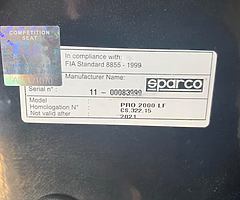 COMPETITION
SEAT
In compliance with:
FIA Standard 8855 - 1999
Manufacturer Name:
sparco
Serial n°:
11 - 00083990
Model
PRO 2000 LF
Homologation N°
CS.322.15
Not valid after
2021